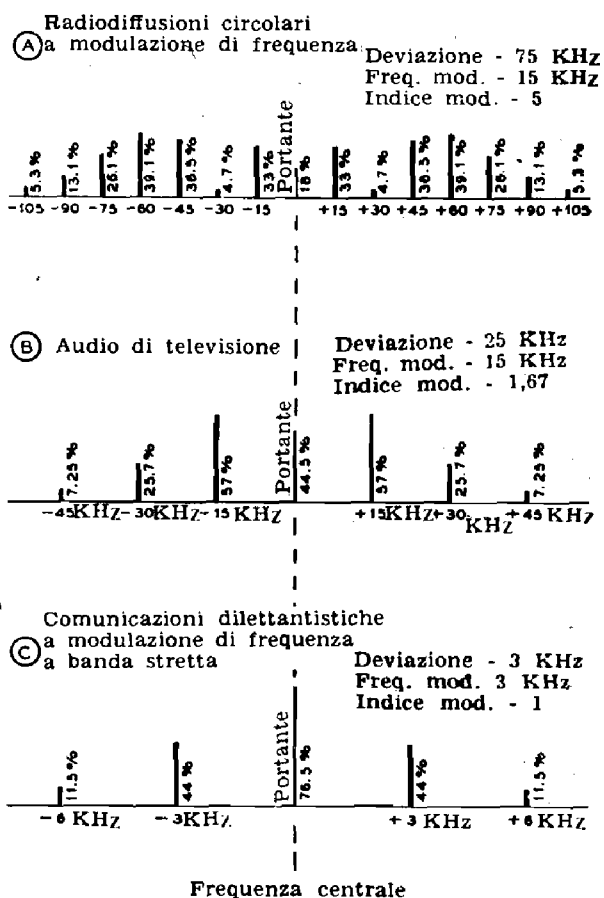 Radiodiffusioni circolari
A a modulazione di frequenza
Deviazione - 75 KHz
Freq. mod. - 15 KHz
Indice mod. - 5
5.3 % 13.1 % 26.1 % 39.1 % 36.5 % 4.7 % 33 % Portante 18 % 33 % 4.7 % 36.5 % 39.1 % 26.1 % 13.1 % 5.3 %
-105 -90 -75 -60 -45 -30 -15 +15 +30 +45 +60 +75 +90 +105
B Audio di televisione
Deviazione - 25 KHz
Freq. mod. - 15 KHz
Indice mod. - 1,67
7.25 % 25.7 % 57 % Portante 44.5 % 57 % 25.7 % 7.25 %
-45KHz -30KHz -15 KHz +15KHz +30 KHz +45 KHz
Comunicazioni dilettantistiche
C a modulazione di frequenza
a banda stretta
Deviazione - 3 KHz
Freq. mod. 3 KHz
Indice mod. - 1
11.5 % 44 % Portante 76.5 % 44 % 11.5 %
-6 KHz -3KHz +3 KHz +6 KHz
Frequenza centrale